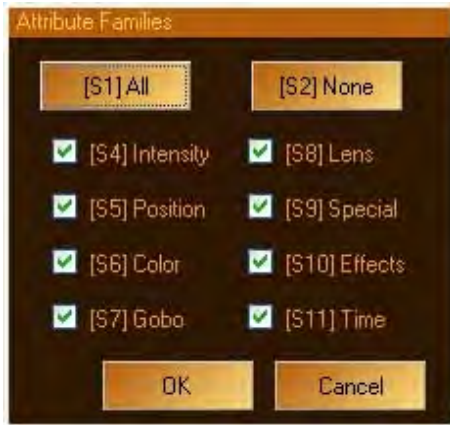 Attribute Families
[S1] All [S2] None
[S4] Intensity [S8] Lens
[S5] Position [S9] Special
[S6] Color [S10] Effects
[S7] Gobo [S11] Time
OK Cancel